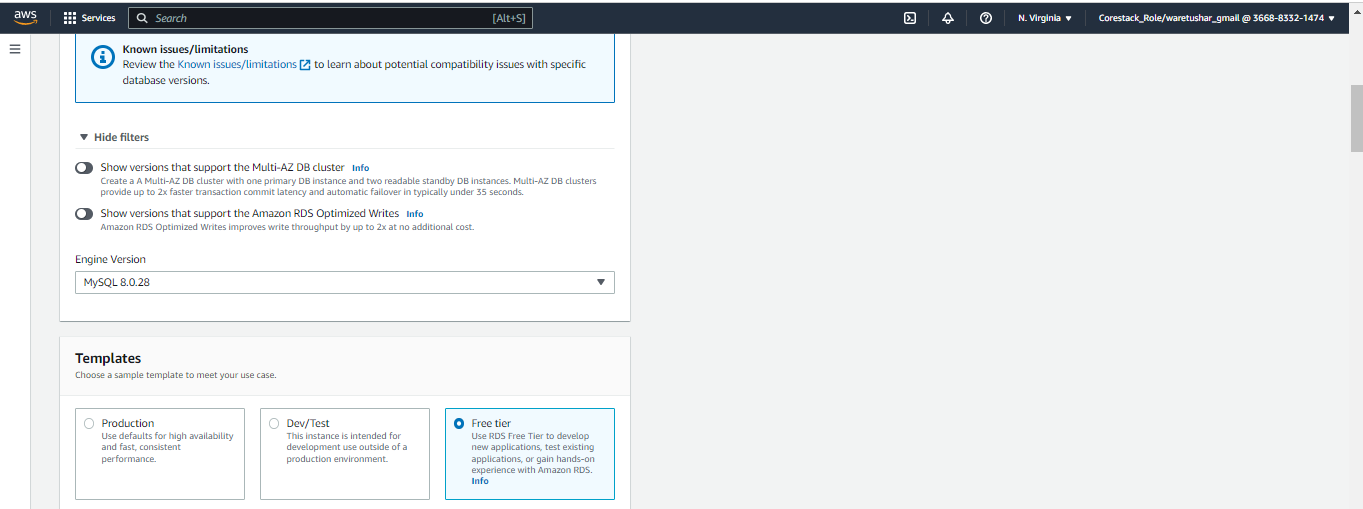 aws
Services
Search
[Alt+S]
N. Virginia
Corestack_Role/waretushar_gmail @ 3668-8332-1474
Known issues/limitations
Review the Known issues/limitations to learn about potential compatibility issues with specific
database versions.
Hide filters
Show versions that support the Multi-AZ DB cluster Info
Create a A Multi-AZ DB cluster with one primary DB instance and two readable standby DB instances. Multi-AZ DB clusters
provide up to 2x faster transaction commit latency and automatic failover in typically under 35 seconds.
Show versions that support the Amazon RDS Optimized Writes Info
Amazon RDS Optimized Writes improves write throughput by up to 2x at no additional cost.
Engine Version
MySQL 8.0.28
Templates
Choose a sample template to meet your use case.
Production
Use defaults for high availability
and fast, consistent
performance.
Dev/Test
This instance is intended for
development use outside of a
production environment.
Free tier
Use RDS Free Tier to develop
new applications, test existing
applications, or gain hands-on
experience with Amazon RDS.
Info